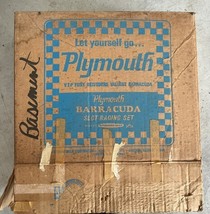 Let yourself go...
Plymouth
Plymouth
BARRACUDA
SLOT RACING SET
Basement